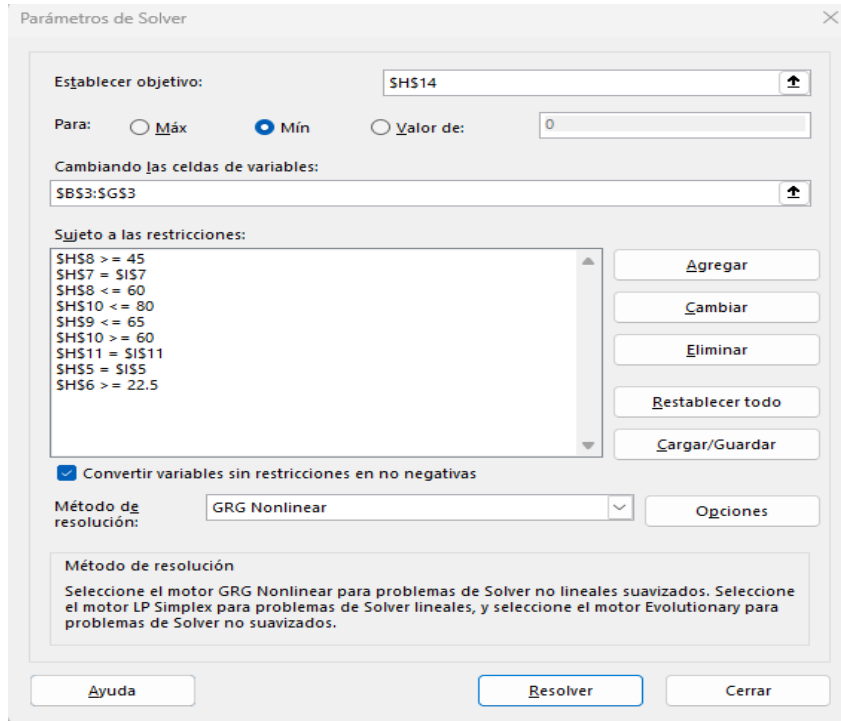 Parámetros de Solver
Establecer objetivo:
$H$14
Para:
Máx
Mín
Valor de:
0
Cambiando las celdas de variables:
$B$3:$G$3
Sujeto a las restricciones:
$H$8 >= 45
$H$7 = $I$7
$H$8 <= 60
$H$10 <= 80
$H$9 <= 65
$H$10 >= 60
$H$11 = $I$11
$H$5 = $I$5
$H$6 >= 22.5
Agregar
Cambiar
Eliminar
Restablecer todo
Cargar/Guardar
Convertir variables sin restricciones en no negativas
Método de
resolución:
GRG Nonlinear
Opciones
Método de resolución
Seleccione el motor GRG Nonlinear para problemas de Solver no lineales suavizados. Seleccione
el motor LP Simplex para problemas de Solver lineales, y seleccione el motor Evolutionary para
problemas de Solver no suavizados.
Ayuda
Resolver
Cerrar